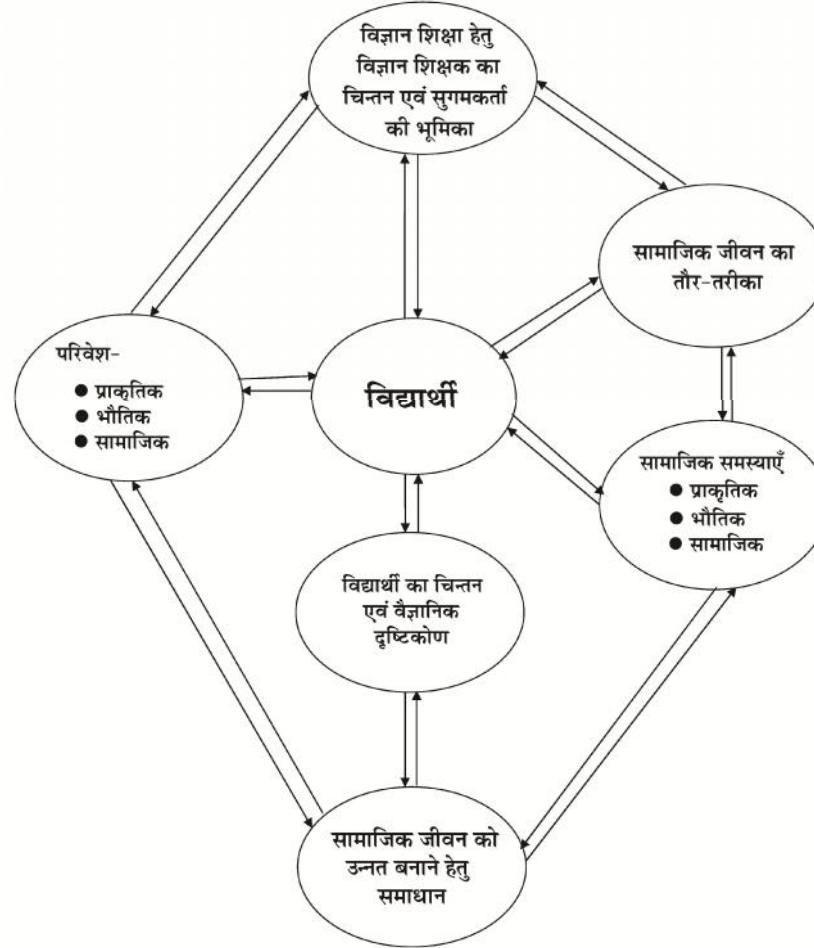 विज्ञान शिक्षा हेतु
विज्ञान शिक्षक का
चिन्तन एवं सुगमकर्ता
की भूमिका
सामाजिक जीवन का
तौर-तरीका
परिवेश-
● प्राकृतिक
● भौतिक
● सामाजिक
विद्यार्थी
सामाजिक समस्याएँ
● प्राकृतिक
● भौतिक
● सामाजिक
विद्यार्थी का चिन्तन
एवं वैज्ञानिक
दृष्टिकोण
सामाजिक जीवन को
उन्नत बनाने हेतु
समाधान